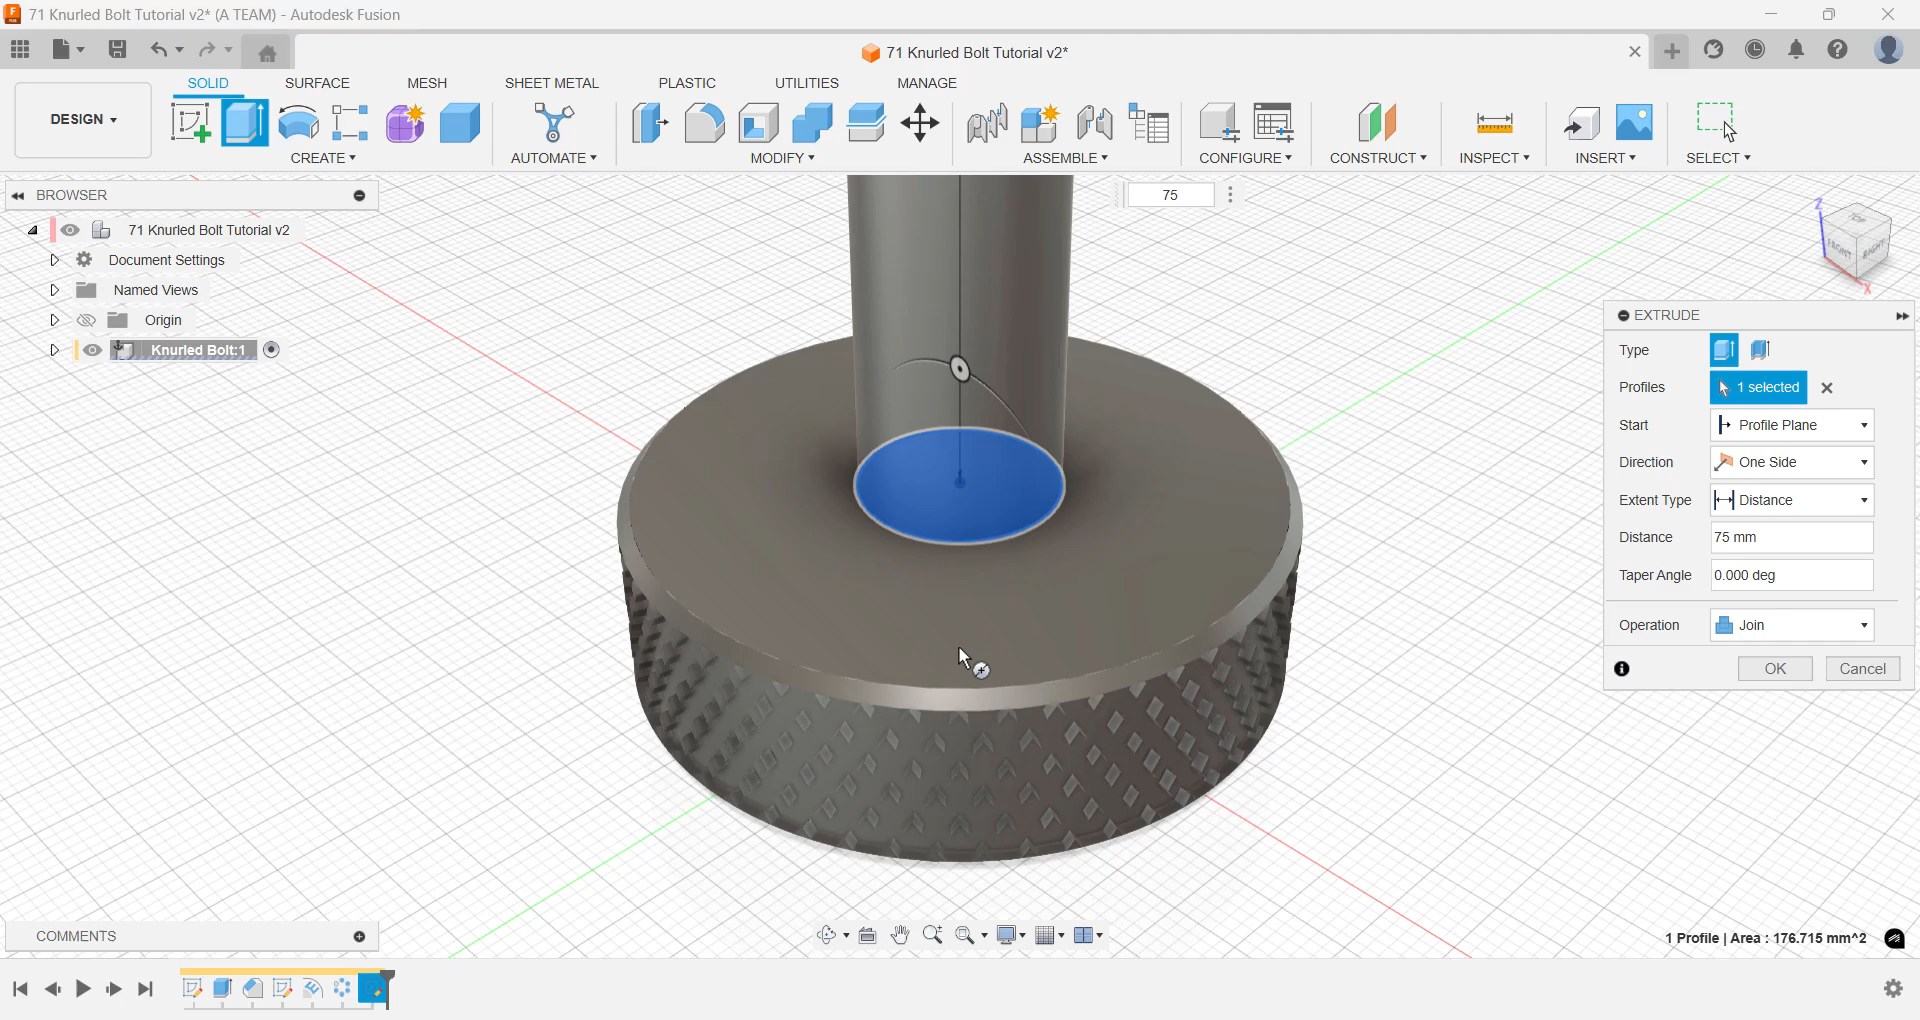 71 Knurled Bolt Tutorial v2* (A TEAM) - Autodesk Fusion
71 Knurled Bolt Tutorial v2*
SOLID SURFACE MESH SHEET METAL PLASTIC UTILITIES MANAGE
DESIGN
CREATE AUTOMATE MODIFY ASSEMBLE CONFIGURE CONSTRUCT INSPECT INSERT SELECT
BROWSER
71 Knurled Bolt Tutorial v2
Document Settings
Named Views
Origin
Knurled Bolt:1
75
Z
TOP
FRONT
RIGHT
X
EXTRUDE
Type
Profiles 1 selected
Start Profile Plane
Direction One Side
Extent Type Distance
Distance 75 mm
Taper Angle 0.000 deg
Operation Join
OK Cancel
COMMENTS
1 Profile | Area : 176.715 mm^2